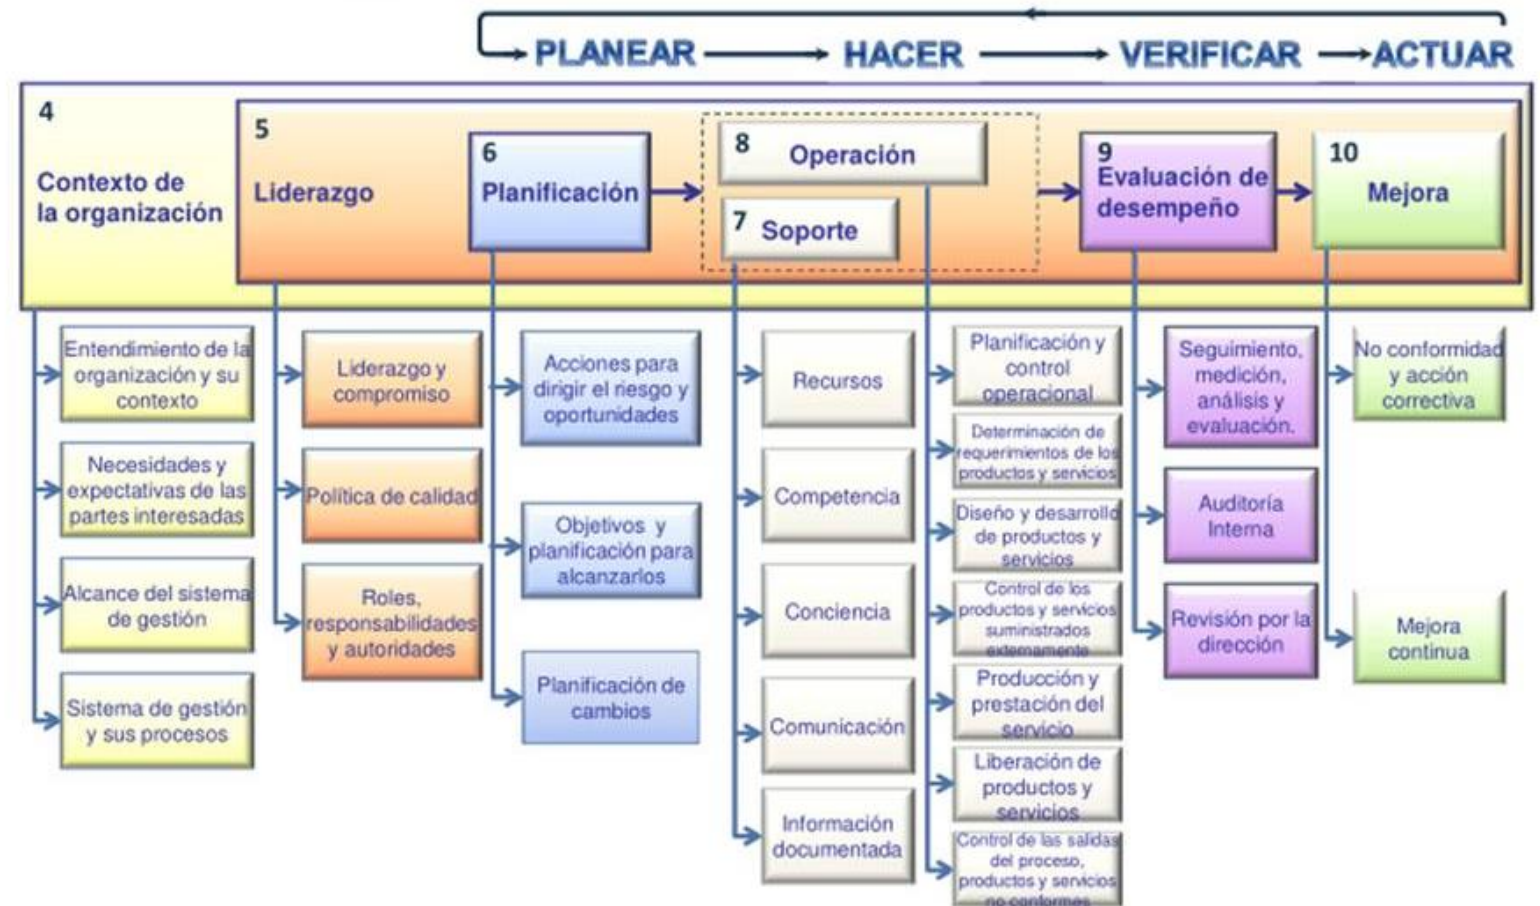 PLANEAR HACER VERIFICAR ACTUAR
4
Contexto de
la organización
5
Liderazgo
6
Planificación
8
Operación
7
Soporte
9
Evaluación de
desempeño
10
Mejora
Entendimiento de la
organización y su
contexto
Necesidades y
expectativas de las
partes interesadas
Alcance del sistema
de gestión
Sistema de gestión
y sus procesos
Liderazgo y
compromiso
Política de calidad
Roles,
responsabilidades
y autoridades
Acciones para
dirigir el riesgo y
oportunidades
Objetivos y
planificación para
alcanzarlos
Planificación de
cambios
Recursos
Competencia
Conciencia
Comunicación
Información
documentada
Planificación y
control
operacional
Determinación de
requerimientos de los
productos y servicios
Diseño y desarrollo
de productos y
servicios
Control de los
productos y servicios
suministrados
externamente
Producción y
prestación del
servicio
Liberación de
productos y
servicios
Control de las salidas
del proceso,
productos y servicios
no conformes
Seguimiento,
medición,
análisis y
evaluación.
Auditoría
Interna
Revisión por la
dirección
No conformidad
y acción
correctiva
Mejora
continua